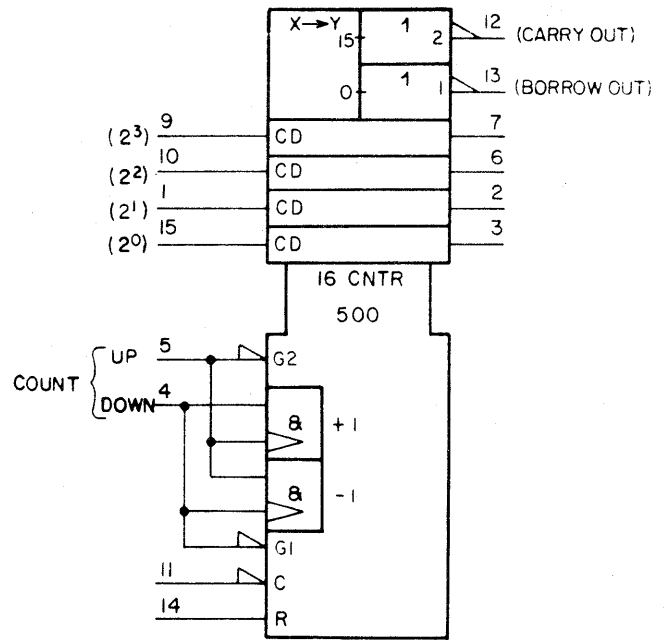 X→Y 1 12
15 2 (CARRY OUT)
1 13
0 1 (BORROW OUT)
(2³) 9 CD 7
(2²) 10 CD 6
(2¹) 1 CD 2
(2⁰) 15 CD 3
16 CNTR
500
COUNT
UP 5 G2
DOWN 4
& +1
& -1
G1
11 C
14 R